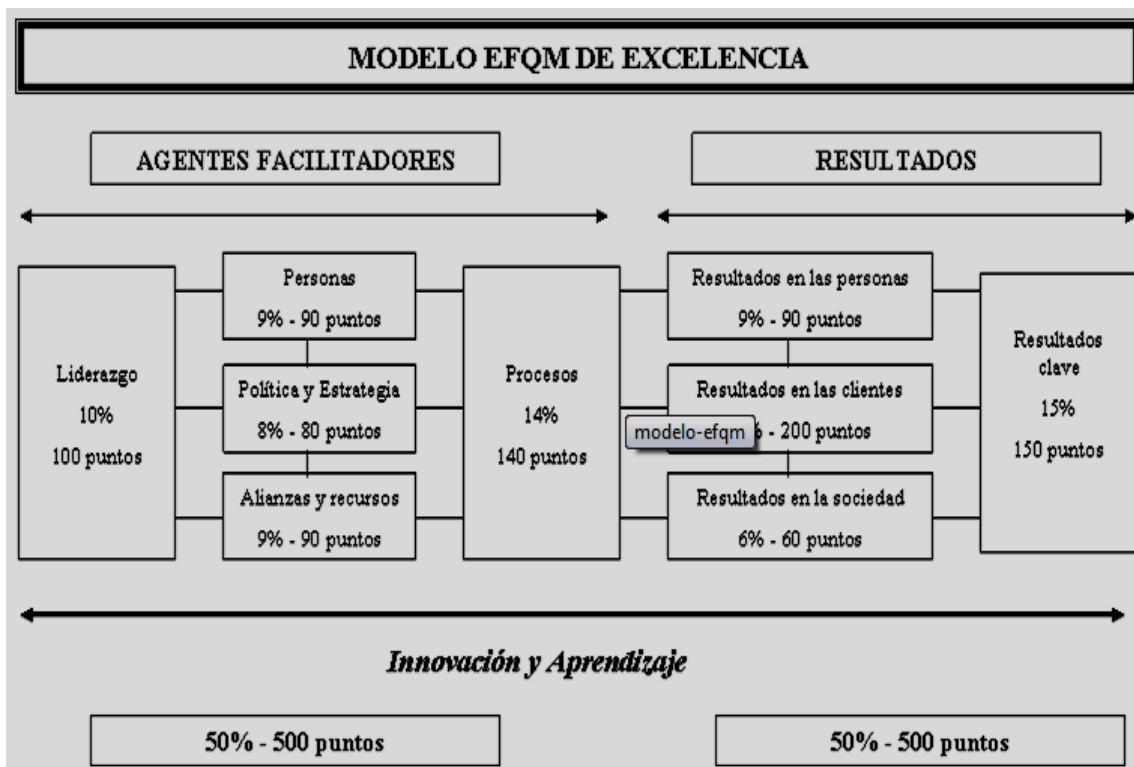 MODELO EFQM DE EXCELENCIA
AGENTES FACILITADORES
RESULTADOS
Liderazgo
10%
100 puntos
Personas
9% - 90 puntos
Política y Estrategia
8% - 80 puntos
Alianzas y recursos
9% - 90 puntos
Procesos
14%
140 puntos
Resultados en las personas
9% - 90 puntos
Resultados en las clientes
% - 200 puntos
modelo-efqm
Resultados en la sociedad
6% - 60 puntos
Resultados
clave
15%
150 puntos
Innovación y Aprendizaje
50% - 500 puntos
50% - 500 puntos